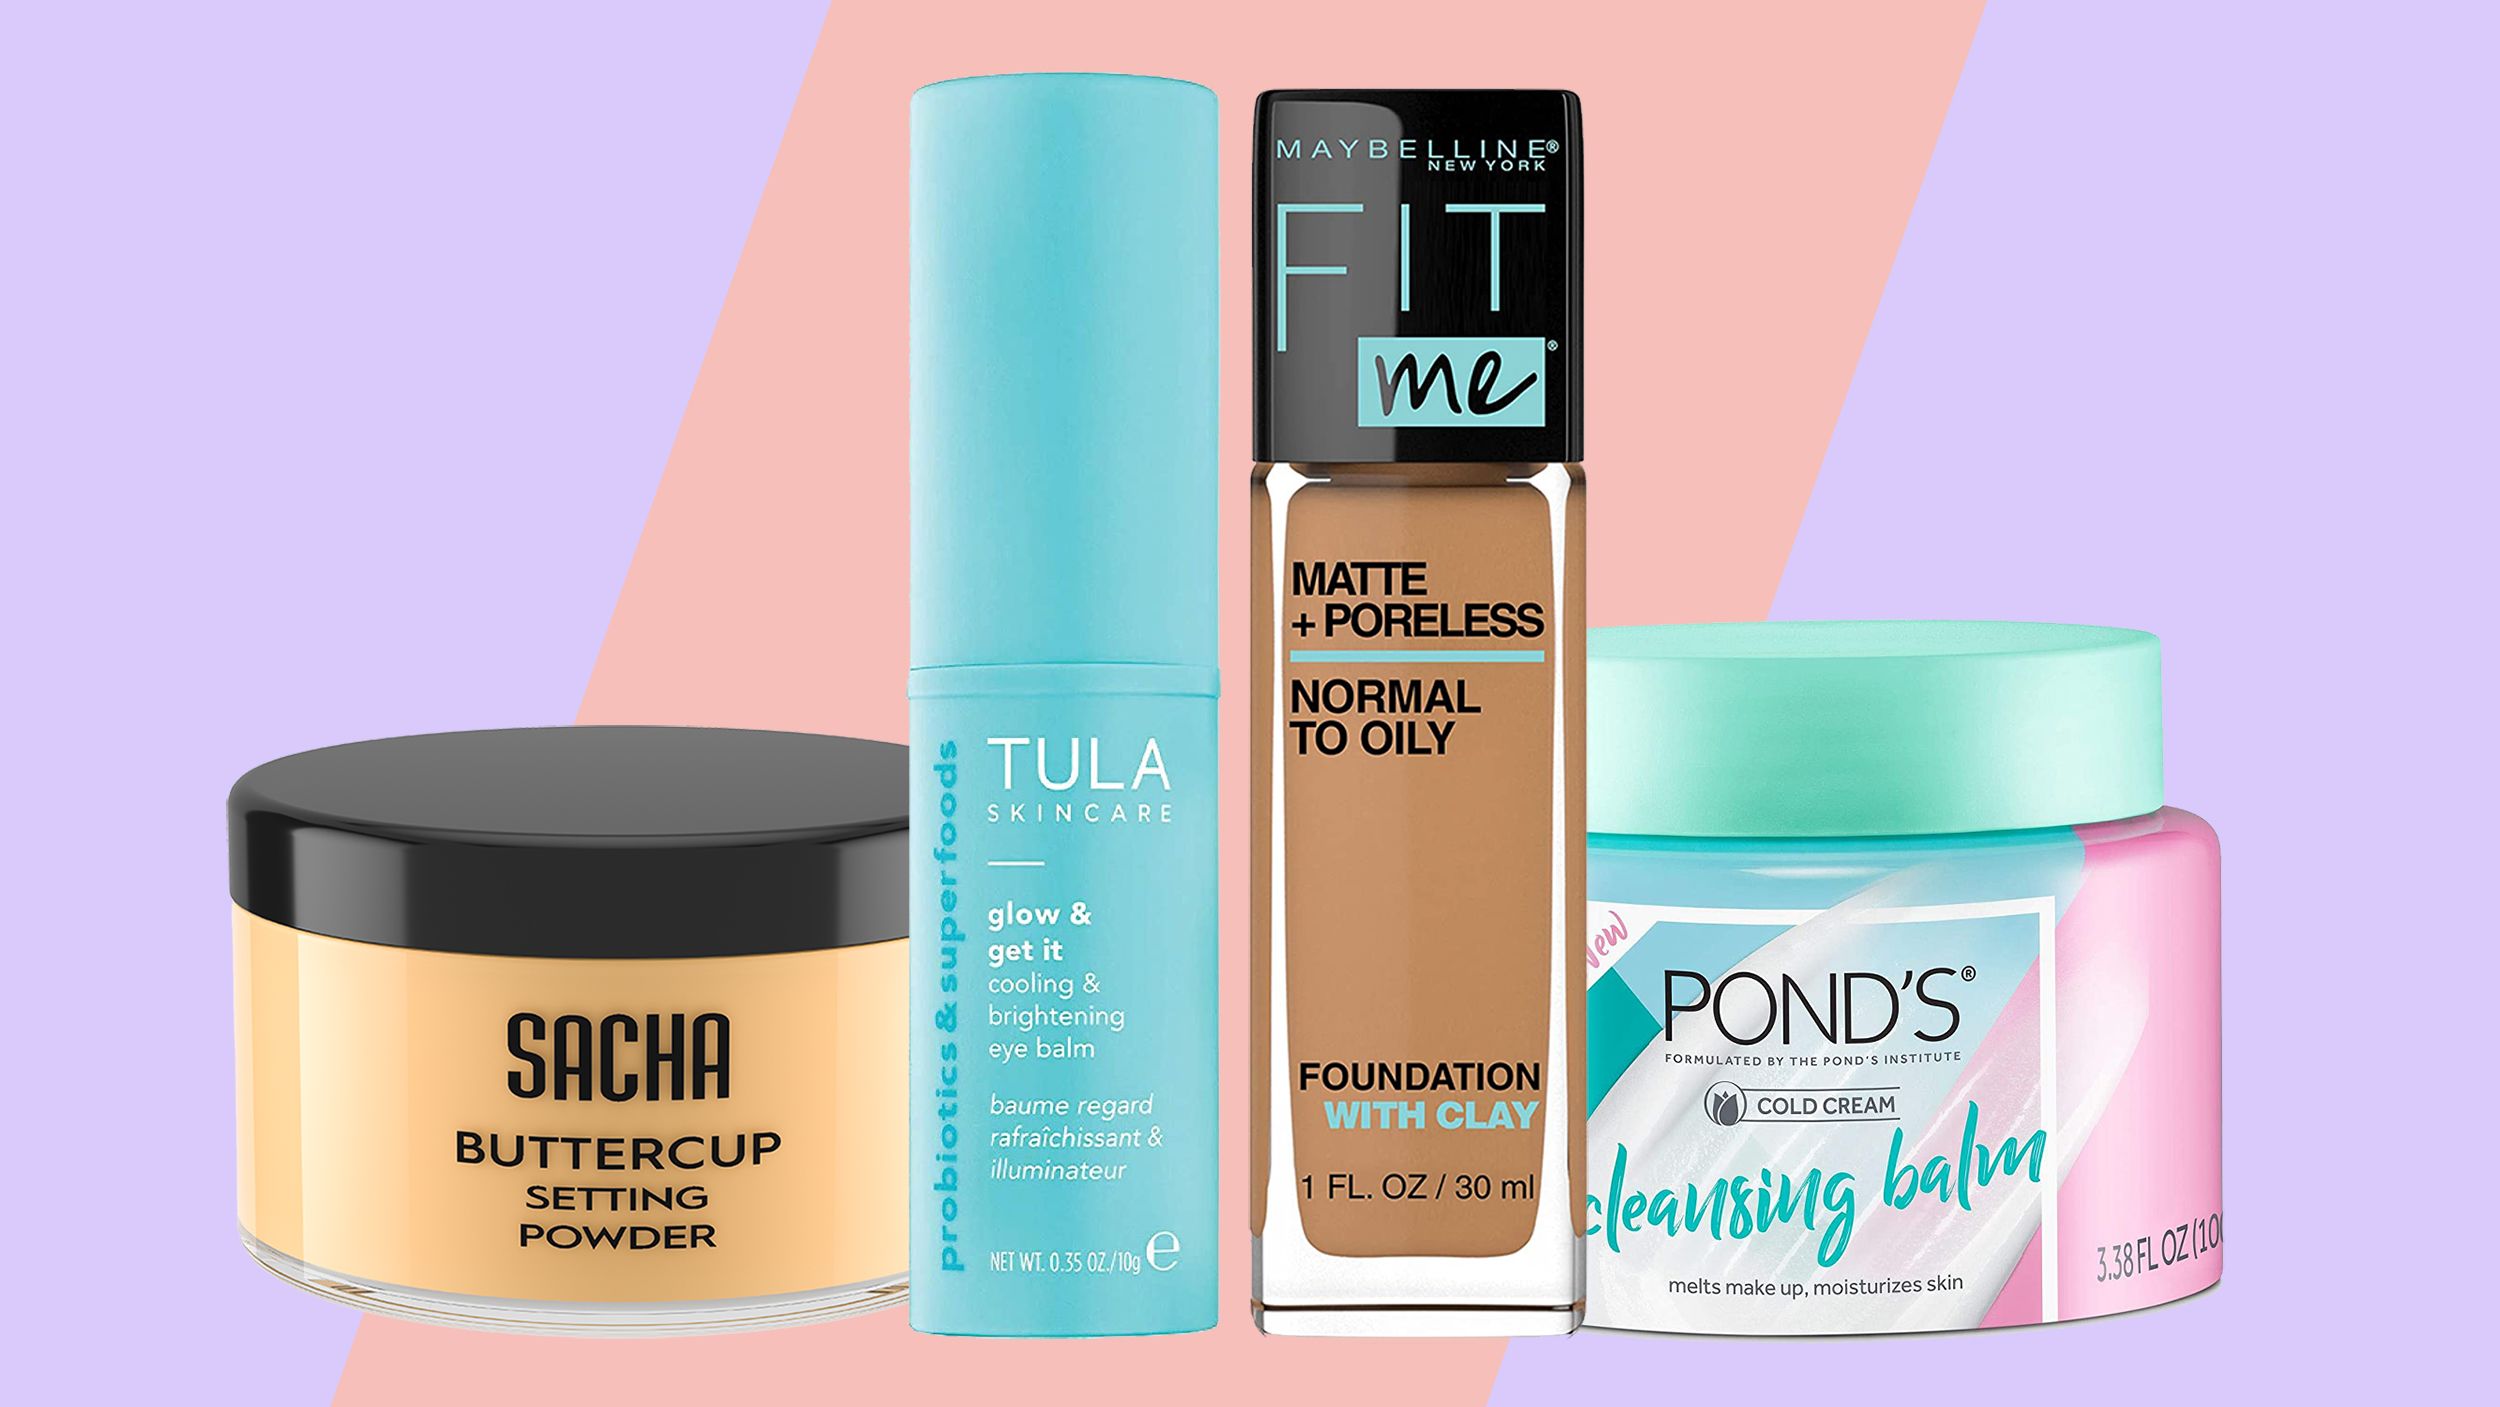 SACHA
BUTTERCUP
SETTING
POWDER
probiotics & superfoods
TULA
SKINCARE
glow &
get it
cooling &
brightening
eye balm
baume regard
rafraîchissant &
illuminateur
NET WT. 0.35 OZ./10g e
MAYBELLINE®
NEW YORK
FIT
me®
MATTE
+ PORELESS
NORMAL
TO OILY
FOUNDATION
WITH CLAY
1 FL. OZ / 30 ml
new
POND'S®
FORMULATED BY THE POND'S INSTITUTE
COLD CREAM
cleansing balm
melts make up, moisturizes skin
3.38 FL OZ (100